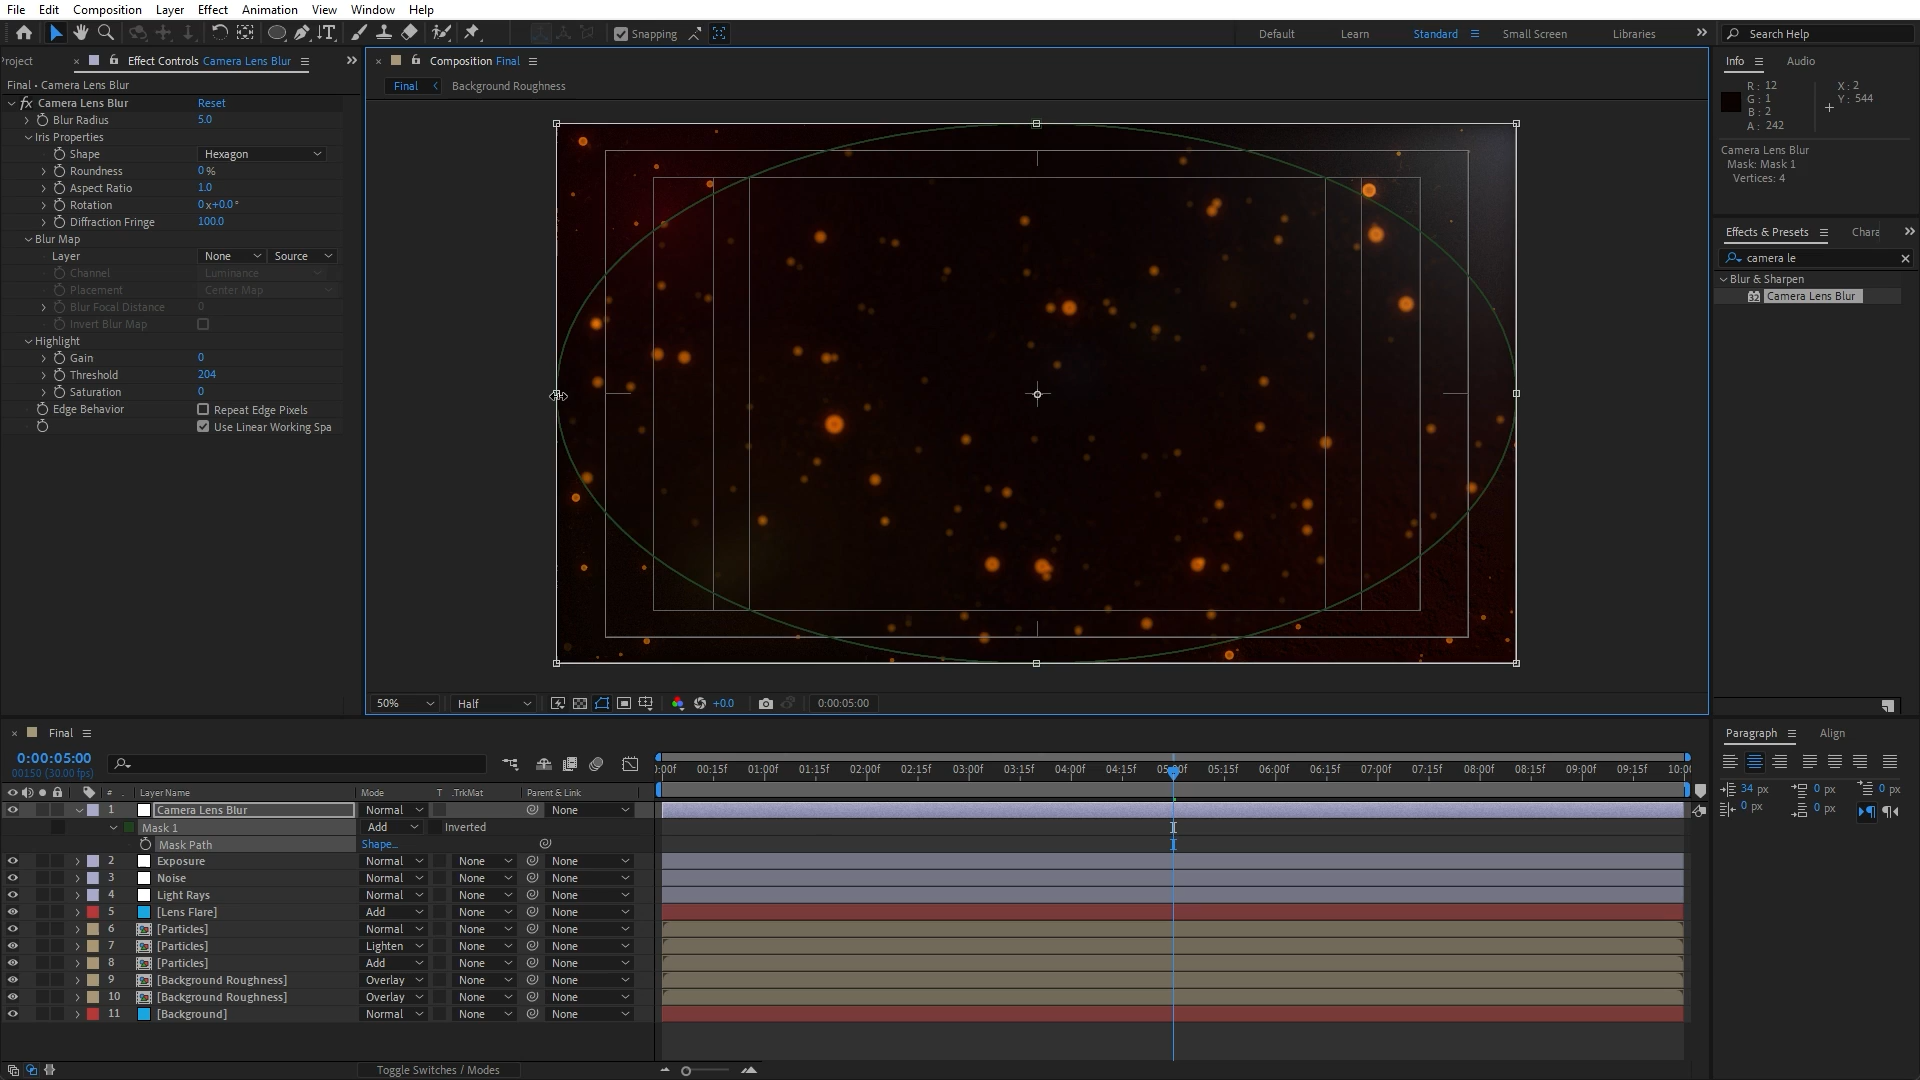 File Edit Composition Layer Effect Animation View Window Help
Snapping
Default Learn Standard Small Screen Libraries Search Help
roject Effect Controls Camera Lens Blur
Final • Camera Lens Blur
fx Camera Lens Blur Reset
Blur Radius 5.0
Iris Properties
Shape Hexagon
Roundness 0 %
Aspect Ratio 1.0
Rotation 0 x+0.0 °
Diffraction Fringe 100.0
Blur Map
Layer None Source
Channel Luminance
Placement Center Map
Blur Focal Distance 0
Invert Blur Map
Highlight
Gain 0
Threshold 204
Saturation 0
Edge Behavior Repeat Edge Pixels
Use Linear Working Spa
Composition Final
Final Background Roughness
50% Half +0.0 0:00:05:00
Info Audio
R: 12 X: 2
G: 1 Y: 544
B: 2
A: 242
Camera Lens Blur
Mask: Mask 1
Vertices: 4
Effects & Presets Chara
camera le
Blur & Sharpen
32 Camera Lens Blur
Paragraph Align
34 px 0 px 0 px
0 px 0 px
Final
0:00:05:00
00150 (30.00 fps)
):00f 00:15f 01:00f 01:15f 02:00f 02:15f 03:00f 03:15f 04:00f 04:15f 05:00f 05:15f 06:00f 06:15f 07:00f 07:15f 08:00f 08:15f 09:00f 09:15f 10:0(
# Layer Name Mode T .TrkMat Parent & Link
1 Camera Lens Blur Normal None
Mask 1 Add Inverted
Mask Path Shape...
2 Exposure Normal None None
3 Noise Normal None None
4 Light Rays Normal None None
5 [Lens Flare] Add None None
6 [Particles] Normal None None
7 [Particles] Lighten None None
8 [Particles] Add None None
9 [Background Roughness] Overlay None None
10 [Background Roughness] Overlay None None
11 [Background] Normal None None
Toggle Switches / Modes